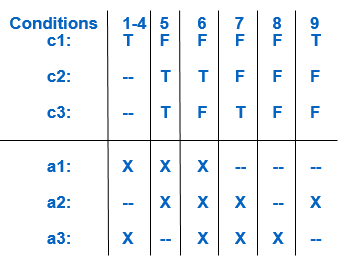 Conditions 1-4 5 6 7 8 9
c1: T F F F F T
c2: -- T T F F F
c3: -- T F T F F
a1: X X X -- -- --
a2: -- X X X -- X
a3: X -- X X X --